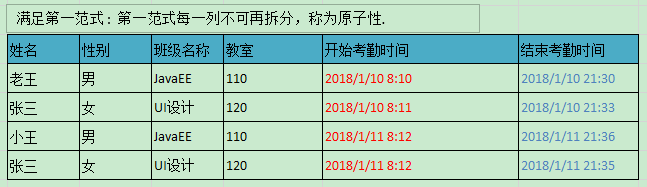 满足第一范式：第一范式每一列不可再拆分，称为原子性.
姓名 性别 班级名称 教室 开始考勤时间 结束考勤时间
老王 男 JavaEE 110 2018/1/10 8:10 2018/1/10 21:30
张三 女 UI设计 120 2018/1/10 8:11 2018/1/10 21:33
小王 男 JavaEE 110 2018/1/11 8:12 2018/1/11 21:36
张三 女 UI设计 120 2018/1/11 8:12 2018/1/11 21:35